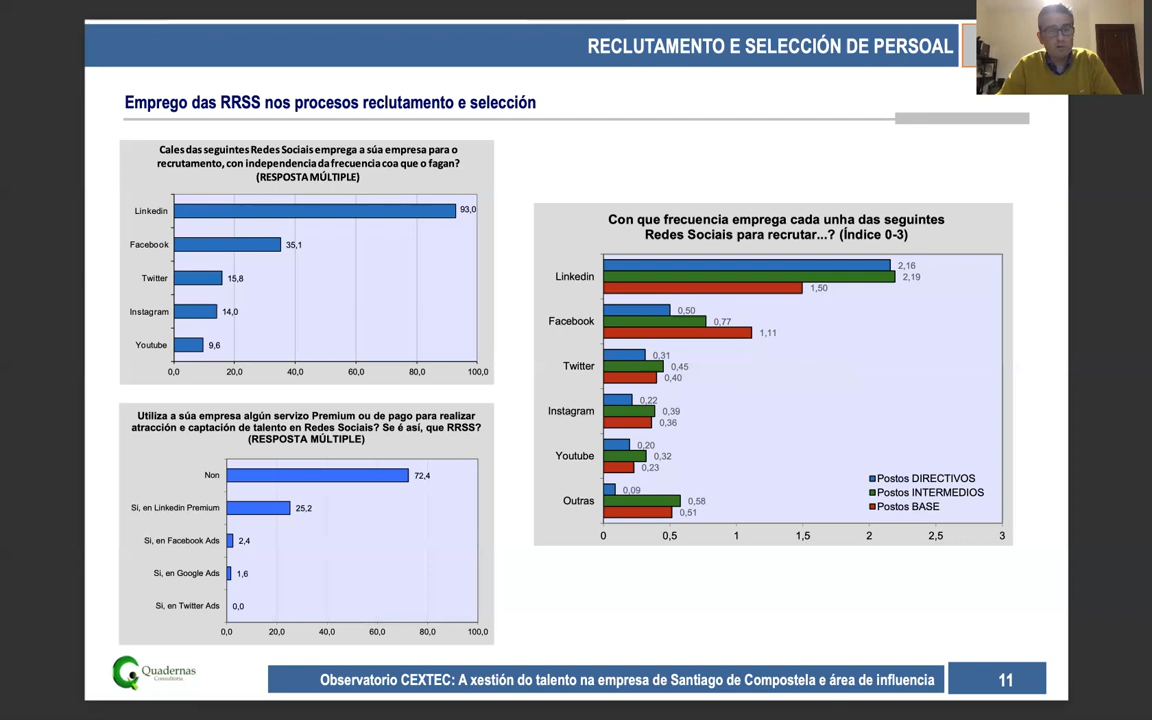 RECLUTAMENTO E SELECCIÓN DE PERSOAL
Emprego das RRSS nos procesos reclutamento e selección
Cales das seguintes Redes Sociais emprega a súa empresa para o
recrutamento, con independencia da frecuencia coa que o fagan?
(RESPOSTA MÚLTIPLE)
Linkedin 93,0
Facebook 35,1
Twitter 15,8
Instagram 14,0
Youtube 9,6
0,0 20,0 40,0 60,0 80,0 100,0
Utiliza a súa empresa algún servizo Premium ou de pago para realizar
atracción e captación de talento en Redes Sociais? Se é así, que RRSS?
(RESPOSTA MÚLTIPLE)
Non 72,4
Si, en Linkedin Premium 25,2
Si, en Facebook Ads 2,4
Si, en Google Ads 1,6
Si, en Twitter Ads 0,0
0,0 20,0 40,0 60,0 80,0 100,0
Con que frecuencia emprega cada unha das seguintes
Redes Sociais para recrutar...? (Índice 0-3)
2,16
Linkedin 2,19
1,50
0,50
Facebook 0,77
1,11
0,31
Twitter 0,45
0,40
0,22
Instagram 0,39
0,36
0,20
Youtube 0,32
0,23
0,09
Outras 0,58
0,51
Postos DIRECTIVOS
Postos INTERMEDIOS
Postos BASE
0 0,5 1 1,5 2 2,5 3
Quadernas
Consultoría
Observatorio CEXTEC: A xestión do talento na empresa de Santiago de Compostela e área de influencia
11